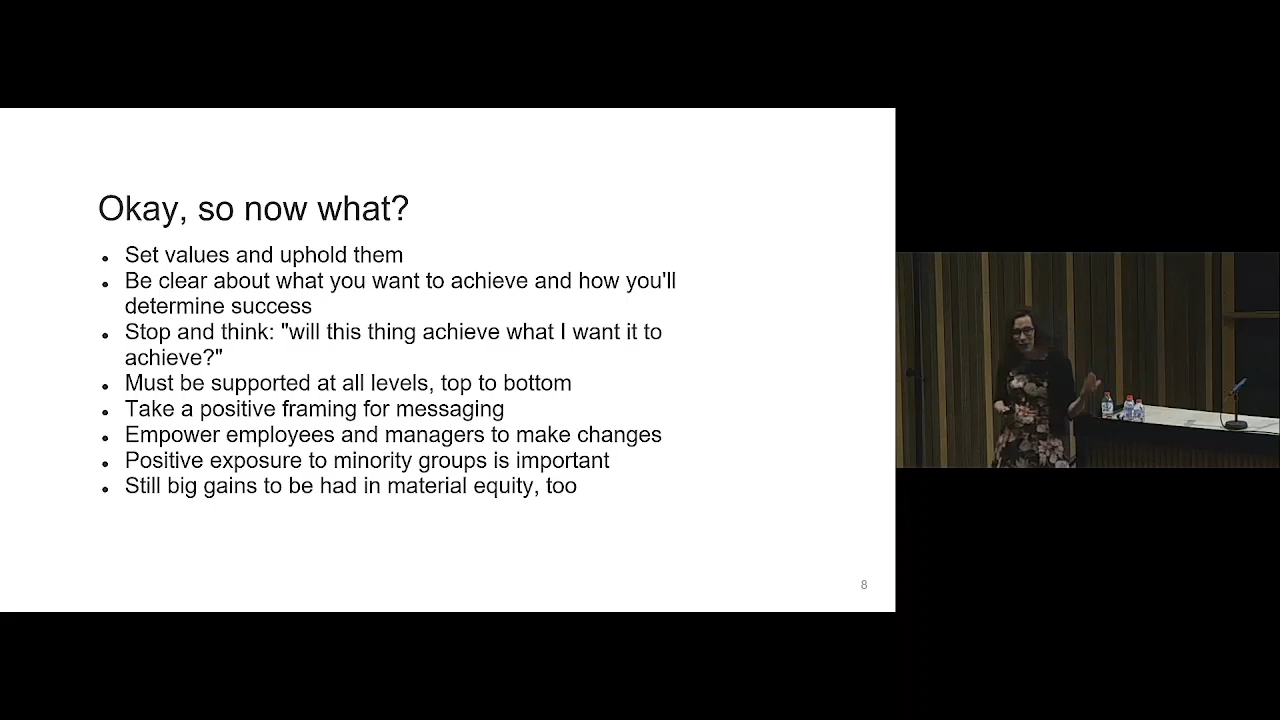 Okay, so now what?
Set values and uphold them
Be clear about what you want to achieve and how you'll
determine success
Stop and think: "will this thing achieve what I want it to
achieve?"
Must be supported at all levels, top to bottom
Take a positive framing for messaging
Empower employees and managers to make changes
Positive exposure to minority groups is important
Still big gains to be had in material equity, too
8